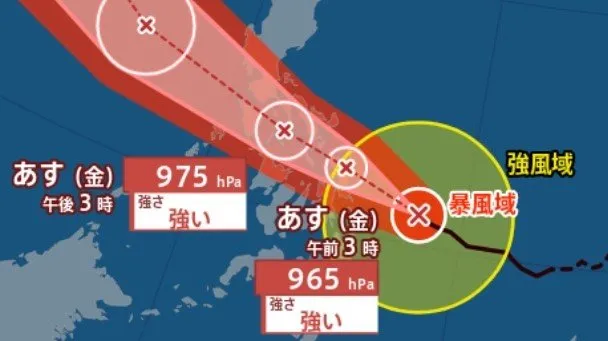 強風域
あす (金)
午後 3 時
975 hPa
強さ
強い
暴風域
あす (金)
午前 3 時
965 hPa
強さ
強い